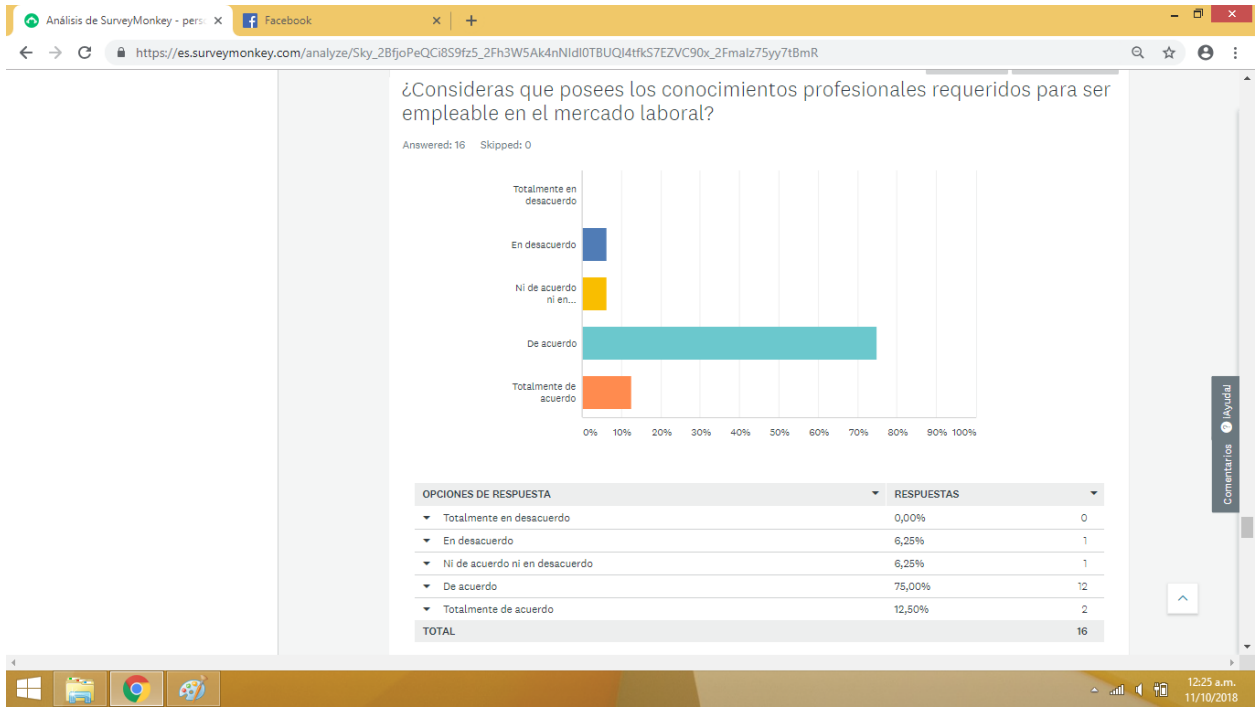 Análisis de SurveyMonkey - pers
Facebook
https://es.surveymonkey.com/analyze/Sky_2BfjoPeQCi8S9fz5_2Fh3W5Ak4nNIdI0TBUQI4tfkS7EZVC90x_2Fmalz75yy7tBmR
¿Consideras que posees los conocimientos profesionales requeridos para ser
empleable en el mercado laboral?
Answered: 16 Skipped: 0
Totalmente en
desacuerdo
En desacuerdo
Ni de acuerdo
ni en...
De acuerdo
Totalmente de
acuerdo
0% 10% 20% 30% 40% 50% 60% 70% 80% 90% 100%
OPCIONES DE RESPUESTA RESPUESTAS
Totalmente en desacuerdo 0,00% 0
En desacuerdo 6,25% 1
Ni de acuerdo ni en desacuerdo 6,25% 1
De acuerdo 75,00% 12
Totalmente de acuerdo 12,50% 2
TOTAL 16
Comentarios ? ¡Ayuda!
12:25 a.m.
11/10/2018